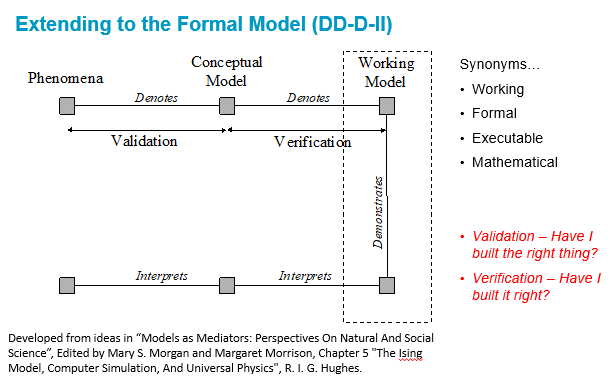 Extending to the Formal Model (DD-D-II)
Phenomena
Conceptual
Model
Working
Model
Denotes
Denotes
Validation
Verification
Demonstrates
Interprets
Interprets
Synonyms…
• Working
• Formal
• Executable
• Mathematical
• Validation – Have I
built the right thing?
• Verification – Have I
built it right?
Developed from ideas in “Models as Mediators: Perspectives On Natural And Social
Science”, Edited by Mary S. Morgan and Margaret Morrison, Chapter 5 "The Ising
Model, Computer Simulation, And Universal Physics", R. I. G. Hughes.